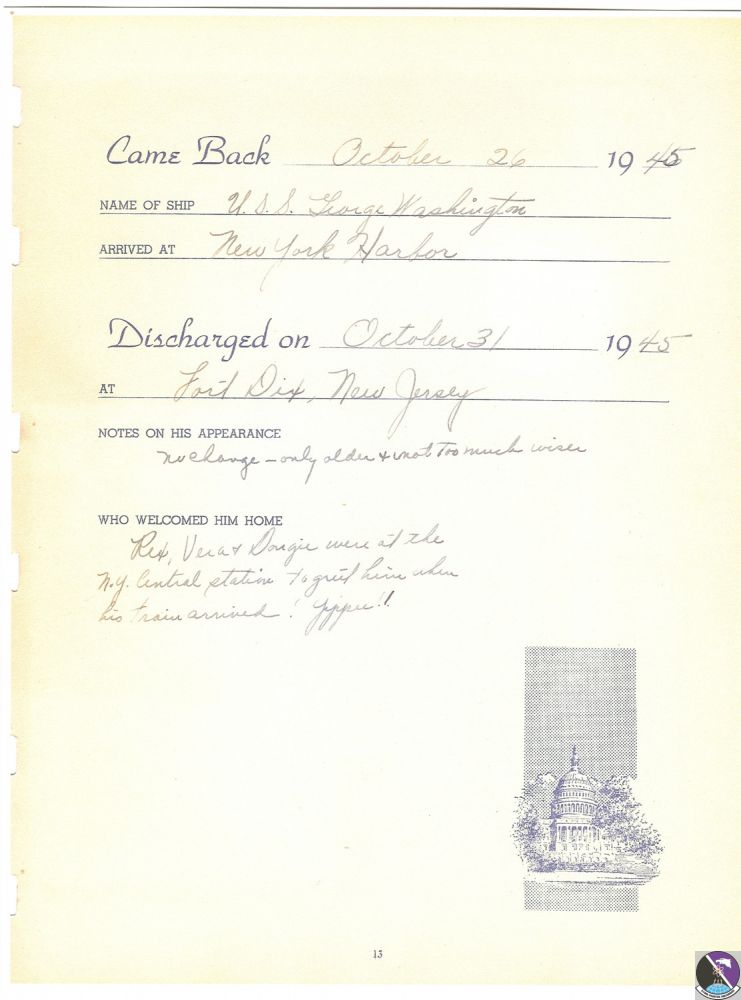 Came Back October 26 1945
NAME OF SHIP U.S.S. George Washington
ARRIVED AT New York Harbor
Discharged on October 31 1945
AT Fort Dix, New Jersey
NOTES ON HIS APPEARANCE
no change - only older & not too much wiser
WHO WELCOMED HIM HOME
Rex, Vera & Dougie were at the
N.Y. Central station to greet him when
his train arrived! Yippee!!
13